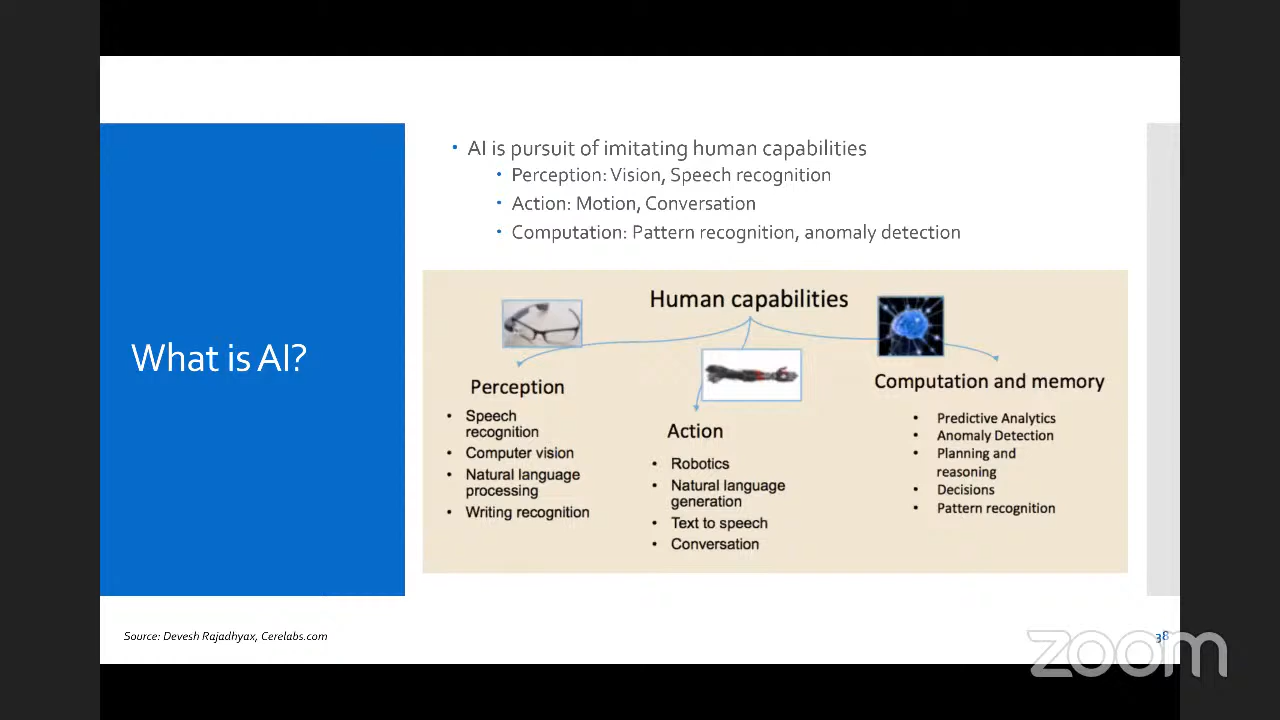 What is AI?
AI is pursuit of imitating human capabilities
Perception: Vision, Speech recognition
Action: Motion, Conversation
Computation: Pattern recognition, anomaly detection
Human capabilities
Perception
Speech
recognition
Computer vision
Natural language
processing
Writing recognition
Action
Robotics
Natural language
generation
Text to speech
Conversation
Computation and memory
Predictive Analytics
Anomaly Detection
Planning and
reasoning
Decisions
Pattern recognition
Source: Devesh Rajadhyax, Cerelabs.com
38
zoom